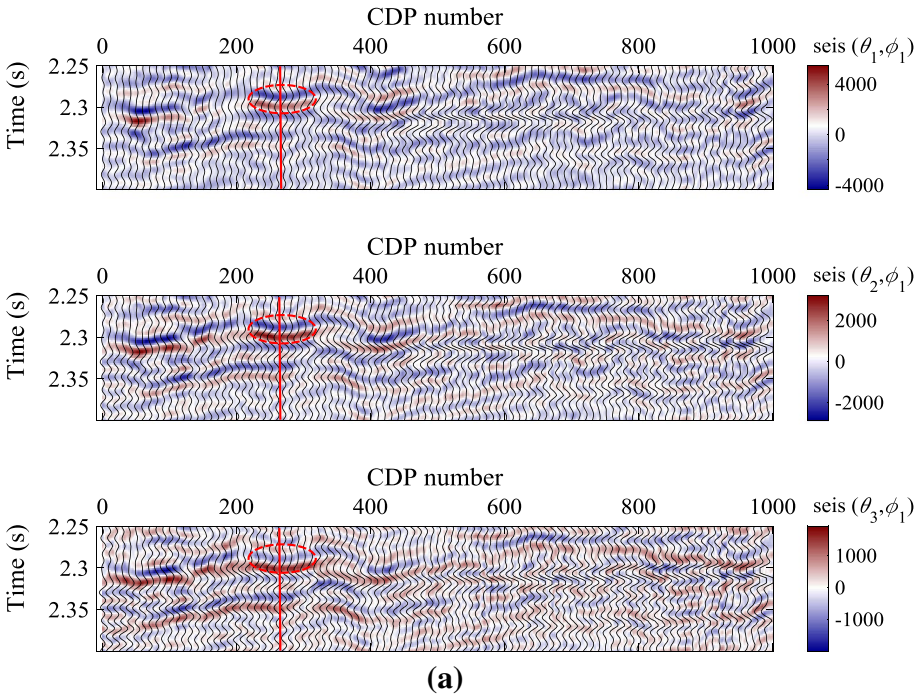 CDP number
0 200 400 600 800 1000
seis (θ1,ϕ1)
Time (s)
2.25
2.3
2.35
4000
0
-4000
CDP number
0 200 400 600 800 1000
seis (θ2,ϕ1)
Time (s)
2.25
2.3
2.35
2000
0
-2000
CDP number
0 200 400 600 800 1000
seis (θ3,ϕ1)
Time (s)
2.25
2.3
2.35
1000
0
-1000
(a)